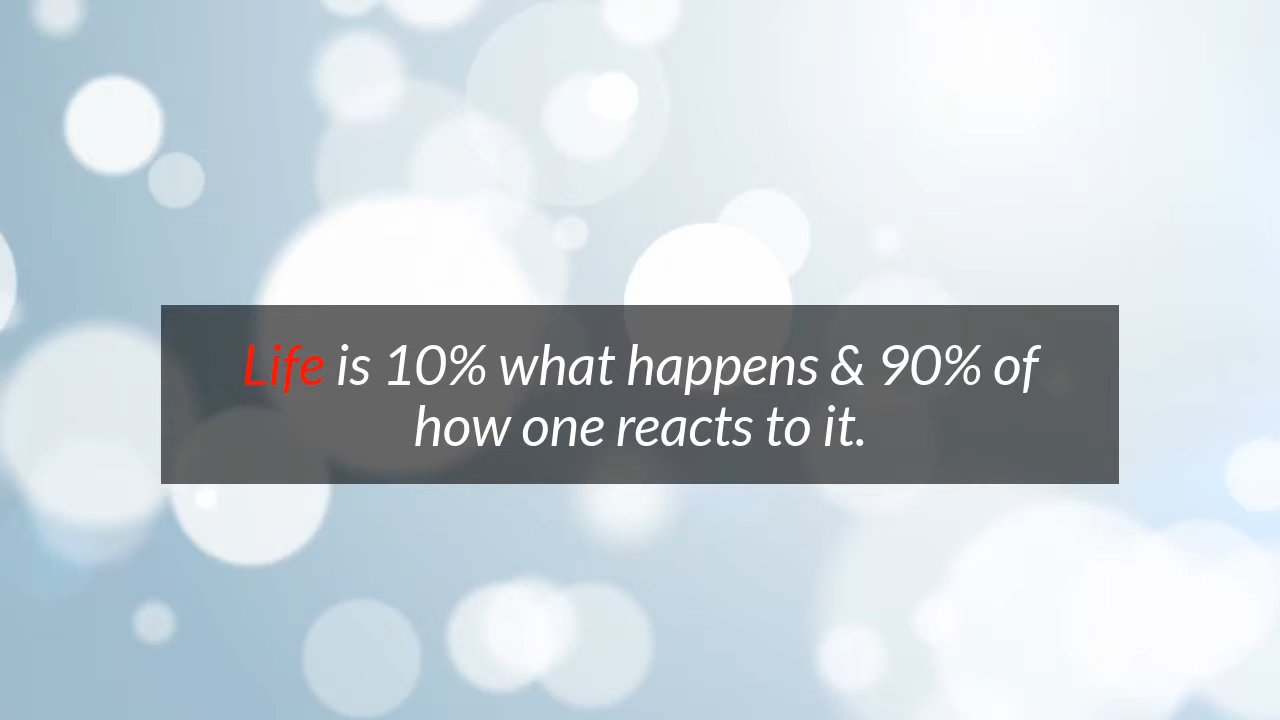 Life is 10% what happens & 90% of
how one reacts to it.